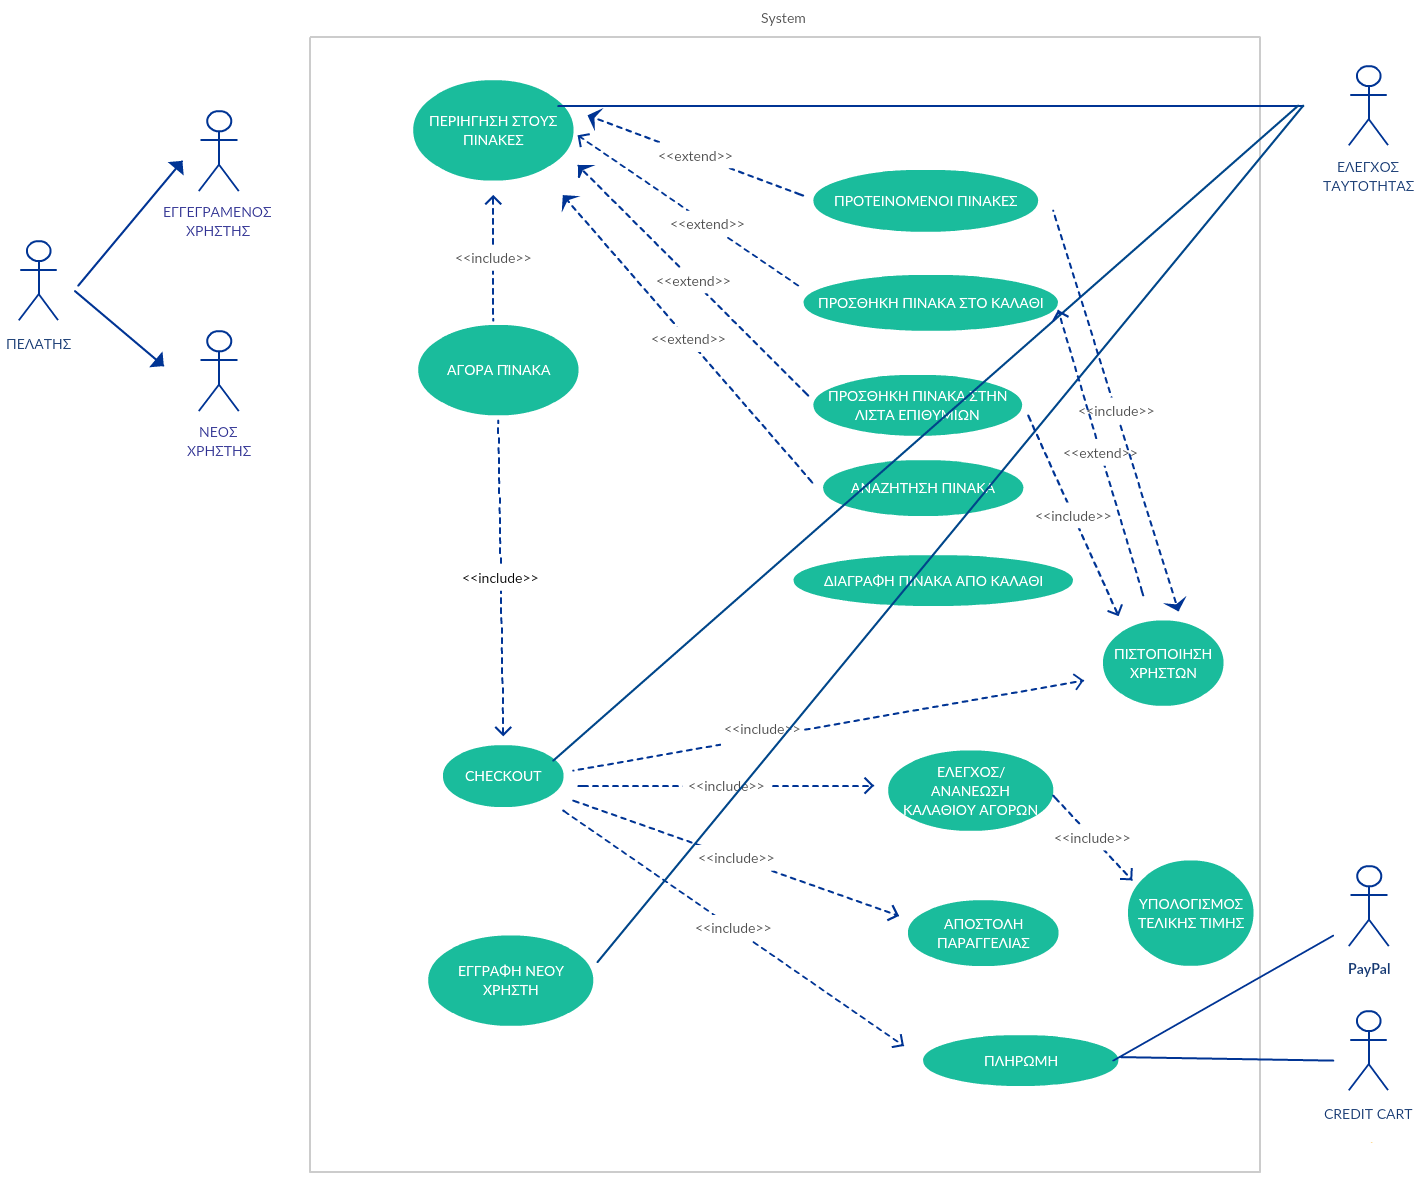 System
ΠΕΡΙΗΓΗΣΗ ΣΤΟΥΣ
ΠΙΝΑΚΕΣ
ΕΛΕΓΧΟΣ
ΤΑΥΤΟΤΗΤΑΣ
<<extend>>
ΠΡΟΤΕΙΝΟΜΕΝΟΙ ΠΙΝΑΚΕΣ
ΕΓΓΕΓΡΑΜΕΝΟΣ
ΧΡΗΣΤΗΣ
<<extend>>
<<include>>
<<extend>>
ΠΡΟΣΘΗΚΗ ΠΙΝΑΚΑ ΣΤΟ ΚΑΛΑΘΙ
ΠΕΛΑΤΗΣ
<<extend>>
ΑΓΟΡΑ ΠΙΝΑΚΑ
ΠΡΟΣΘΗΚΗ ΠΙΝΑΚΑ ΣΤΗΝ
ΛΙΣΤΑ ΕΠΙΘΥΜΙΩΝ
<<include>>
ΝΕΟΣ
ΧΡΗΣΤΗΣ
<<extend>>
ΑΝΑΖΗΤΗΣΗ ΠΙΝΑΚΑ
<<include>>
<<include>>
ΔΙΑΓΡΑΦΗ ΠΙΝΑΚΑ ΑΠΟ ΚΑΛΑΘΙ
ΠΙΣΤΟΠΟΙΗΣΗ
ΧΡΗΣΤΩΝ
<<include>>
CHECKOUT
<<include>>
ΕΛΕΓΧΟΣ/
ΑΝΑΝΕΩΣΗ
ΚΑΛΑΘΙΟΥ ΑΓΟΡΩΝ
<<include>>
<<include>>
ΥΠΟΛΟΓΙΣΜΟΣ
ΤΕΛΙΚΗΣ ΤΙΜΗΣ
<<include>>
ΑΠΟΣΤΟΛΗ
ΠΑΡΑΓΓΕΛΙΑΣ
ΕΓΓΡΑΦΗ ΝΕΟΥ
ΧΡΗΣΤΗ
PayPal
ΠΛΗΡΩΜΗ
CREDIT CART